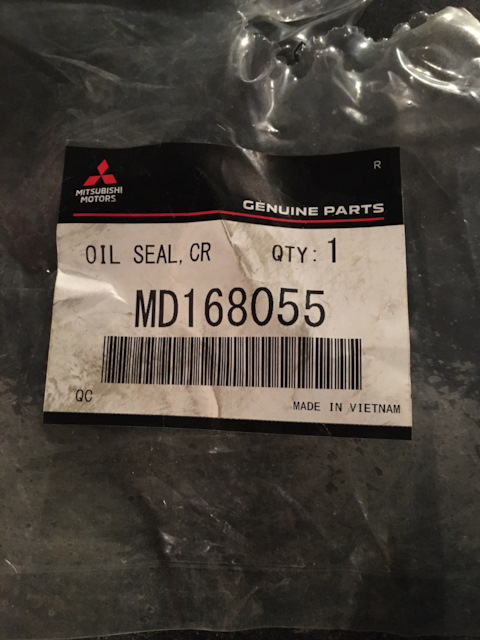 R
MITSUBISHI
MOTORS
GENUINE PARTS
OIL SEAL,CR QTY:1
MD168055
QC
MADE IN VIETNAM